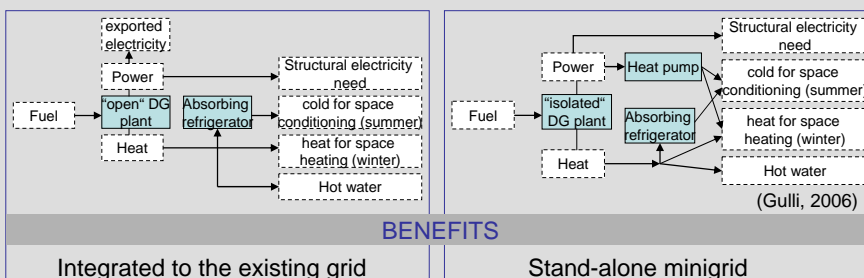 exported
electricity
Power
Structural electricity
need
Fuel
"open" DG
plant
Absorbing
refrigerator
cold for space
conditioning (summer)
Heat
heat for space
heating (winter)
Hot water
Structural electricity
need
Power
Heat pump
cold for space
conditioning (summer)
Fuel
"isolated"
DG plant
Absorbing
refrigerator
heat for space
heating (winter)
Heat
Hot water
(Gulli, 2006)
BENEFITS
Integrated to the existing grid
Stand-alone minigrid